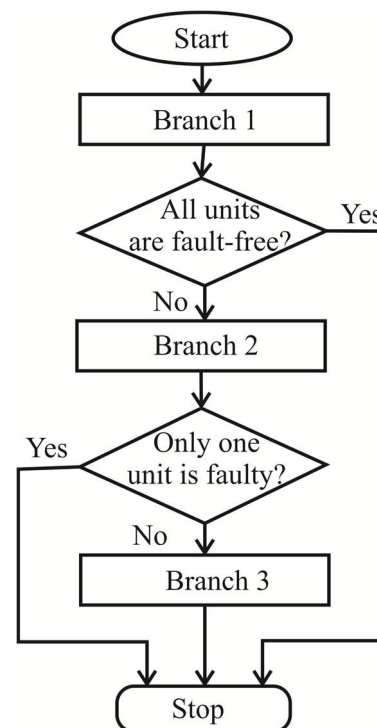 Start
Branch 1
All units
are fault-free?
Yes
No
Branch 2
Yes
Only one
unit is faulty?
No
Branch 3
Stop